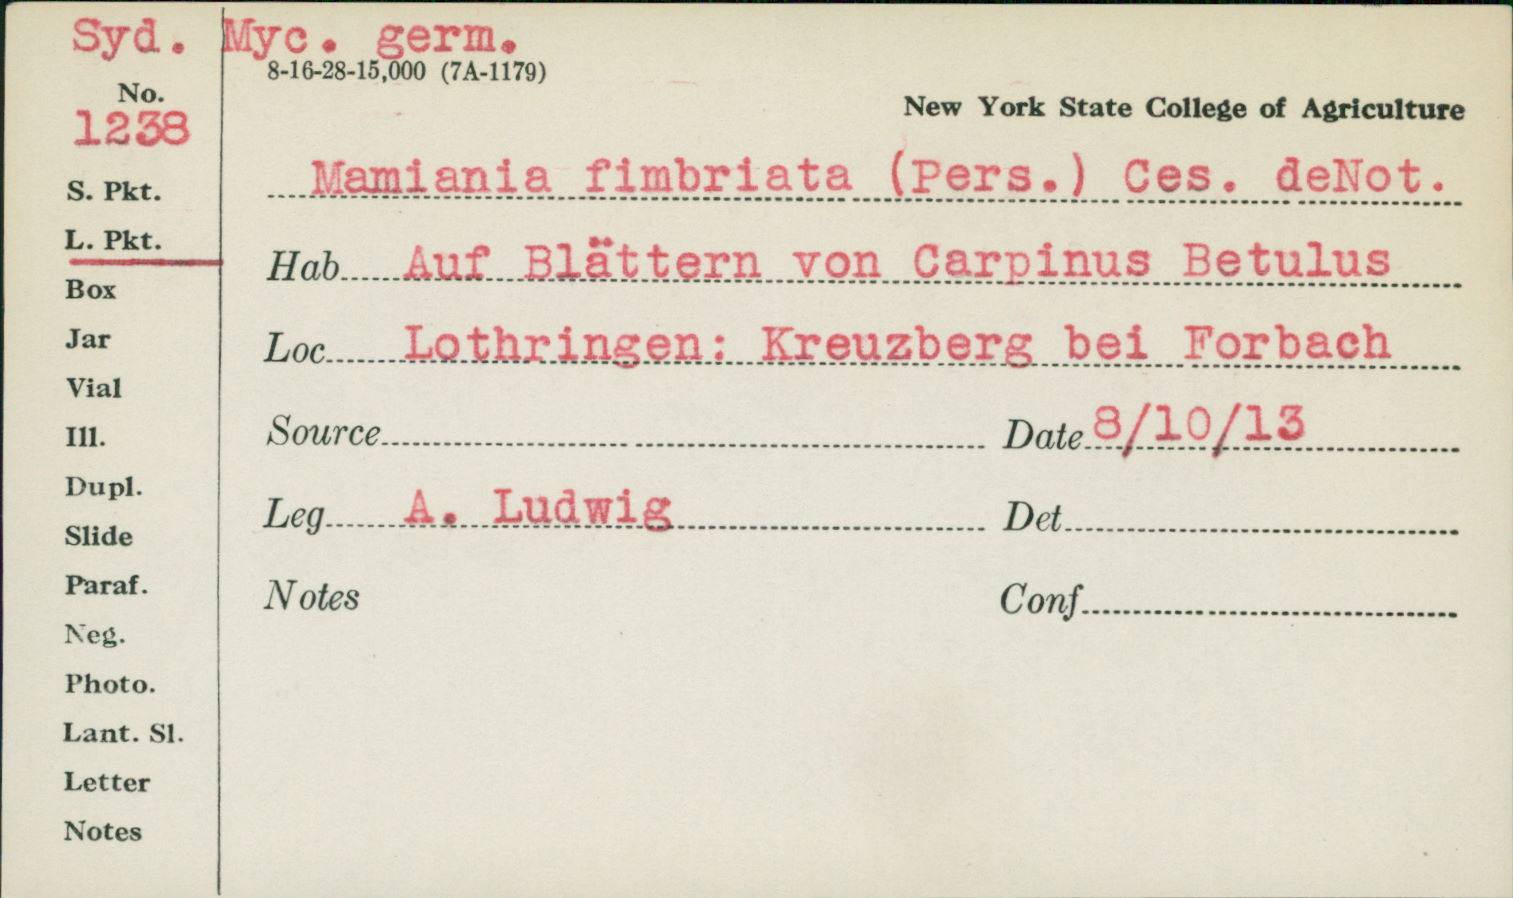 Syd. Myc. germ.
8-16-28-15,000 (7A-1179)
No.
1238
New York State College of Agriculture
Mamiania fimbriata (Pers.) Ces. deNot.
S. Pkt.
L. Pkt.
Hab. Auf Blättern von Carpinus Betulus
Box
Jar
Loc. Lothringen: Kreuzberg bei Forbach
Vial
Ill.
Source Date 8/10/13
Dupl.
Slide
Leg. A. Ludwig Det.
Paraf.
Notes Conf.
Neg.
Photo.
Lant. Sl.
Letter
Notes